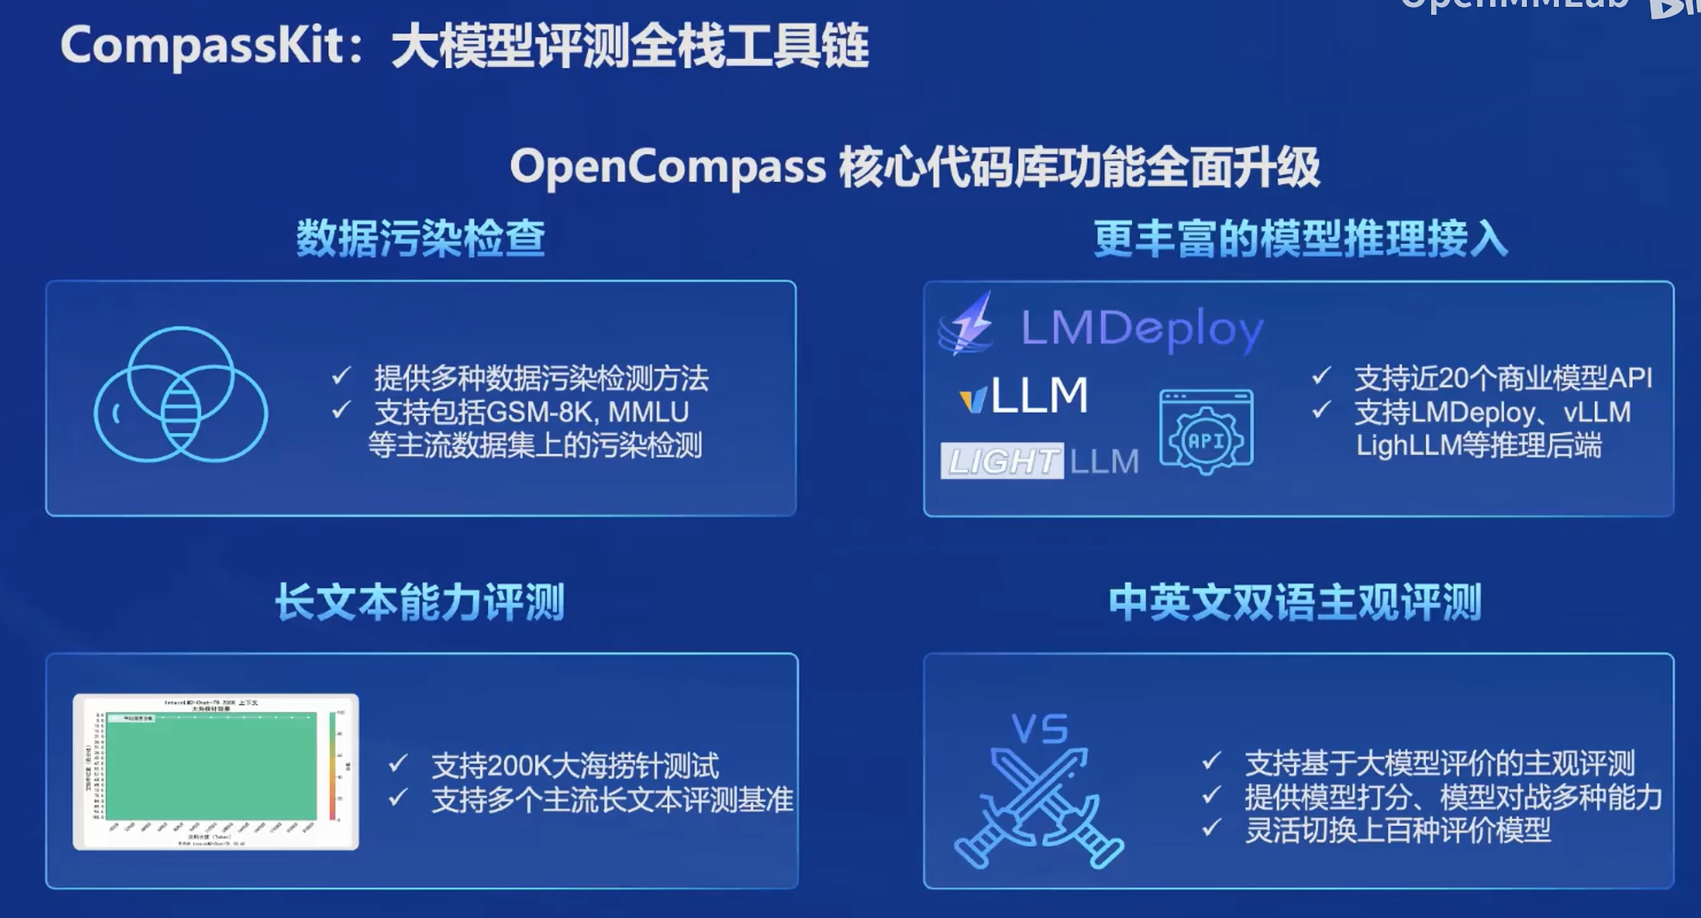 OpenMMLab
CompassKit：大模型评测全栈工具链
OpenCompass 核心代码库功能全面升级
数据污染检查
✓ 提供多种数据污染检测方法
✓ 支持包括GSM-8K, MMLU
等主流数据集上的污染检测
更丰富的模型推理接入
LMDeploy
vLLM
LIGHT LLM
API
✓ 支持近20个商业模型API
✓ 支持LMDeploy、vLLM
LighLLM等推理后端
长文本能力评测
✓ 支持200K大海捞针测试
✓ 支持多个主流长文本评测基准
中英文双语主观评测
VS
✓ 支持基于大模型评价的主观评测
✓ 提供模型打分、模型对战多种能力
✓ 灵活切换上百种评价模型